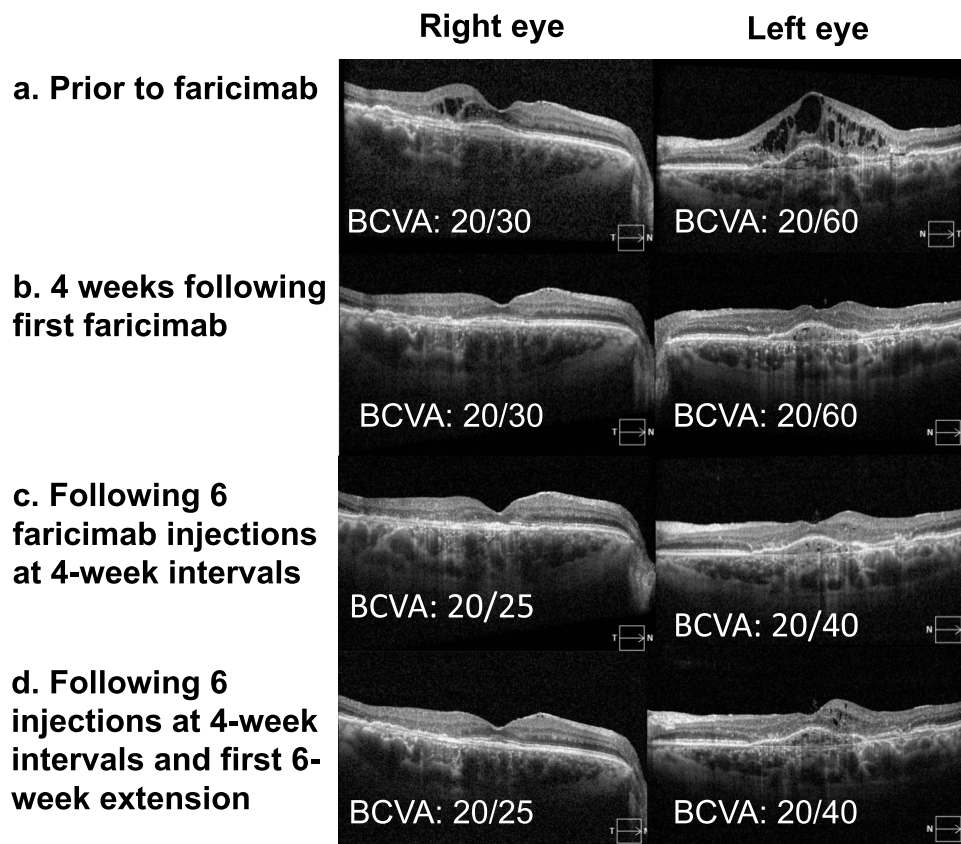 Right eye
Left eye
a. Prior to faricimab
BCVA: 20/30
T N
BCVA: 20/60
N T
b. 4 weeks following
first faricimab
BCVA: 20/30
T N
BCVA: 20/60
N
c. Following 6
faricimab injections
at 4-week intervals
BCVA: 20/25
T N
BCVA: 20/40
N
d. Following 6
injections at 4-week
intervals and first 6-
week extension
BCVA: 20/25
T N
BCVA: 20/40
N